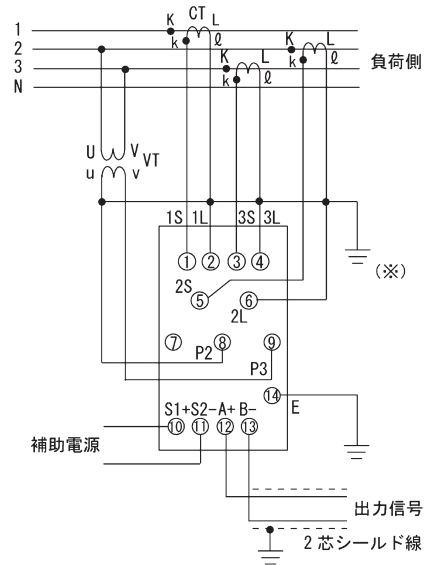 CT
1 K L
2 k ℓ K L
3 K L k ℓ 負荷側
N k ℓ
U V VT
u v
1S 1L 3S 3L
① ② ③ ④
(※)
2S
⑤ ⑥
2L
⑦ ⑧ ⑨
P2
P3
⑭ E
S1+ S2- A+ B-
⑩ ⑪ ⑫ ⑬
補助電源
出力信号
2芯シールド線